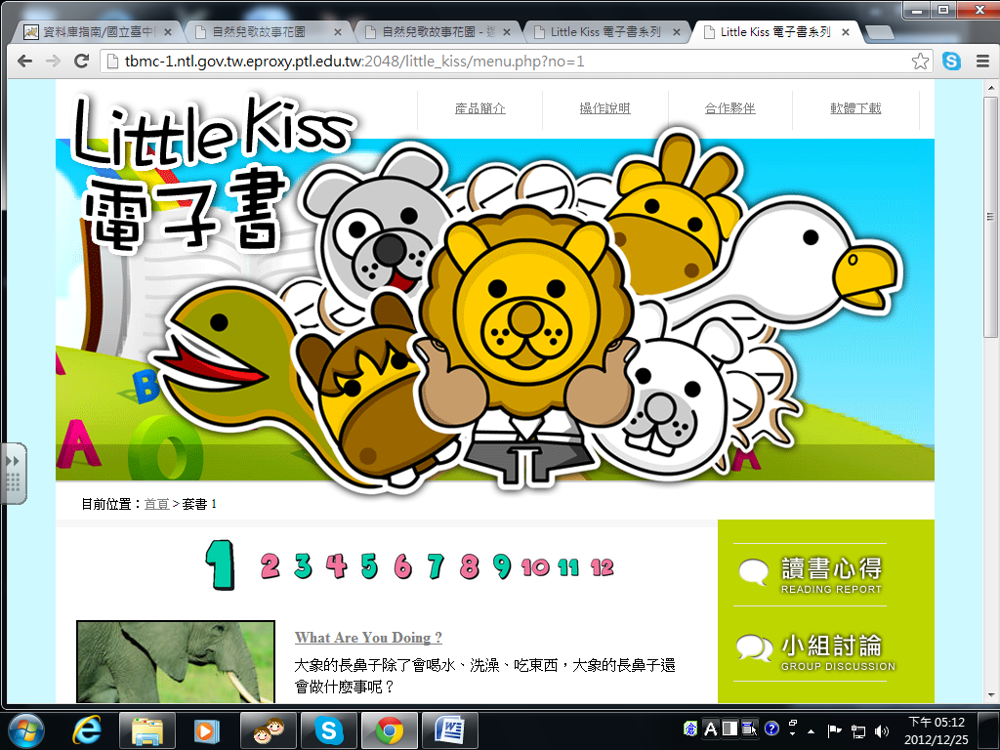 資料庫指南/國立臺中
自然兒歌故事花園
自然兒歌故事花園 -
Little Kiss 電子書系列
Little Kiss 電子書系列
tbmc-1.ntl.gov.tw.eproxy.ptl.edu.tw:2048/little_kiss/menu.php?no=1
產品簡介
操作說明
合作夥伴
軟體下載
Little Kiss
電子書
B
A
A
A
目前位置：首頁 > 套書 1
1 2 3 4 5 6 7 8 9 10 11 12
讀書心得
READING REPORT
What Are You Doing ?
大象的長鼻子除了會喝水、洗澡、吃東西，大象的長鼻子還
會做什麼事呢？
小組討論
GROUP DISCUSSION
下午 05:12
2012/12/25